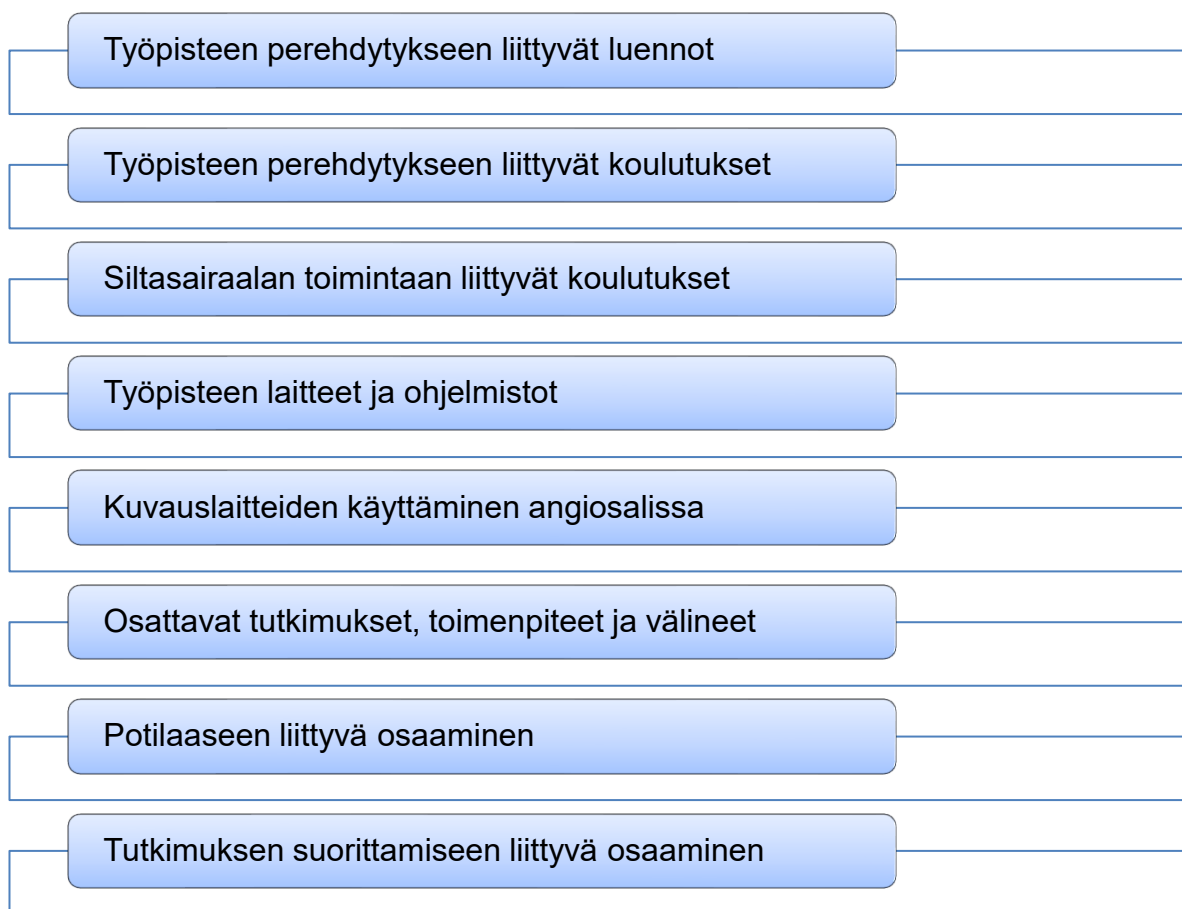 Työpisteen perehdytykseen liittyvät luennot
Työpisteen perehdytykseen liittyvät koulutukset
Siltasairaalan toimintaan liittyvät koulutukset
Työpisteen laitteet ja ohjelmistot
Kuvauslaitteiden käyttäminen angiosalissa
Osattavat tutkimukset, toimenpiteet ja välineet
Potilaaseen liittyvä osaaminen
Tutkimuksen suorittamiseen liittyvä osaaminen